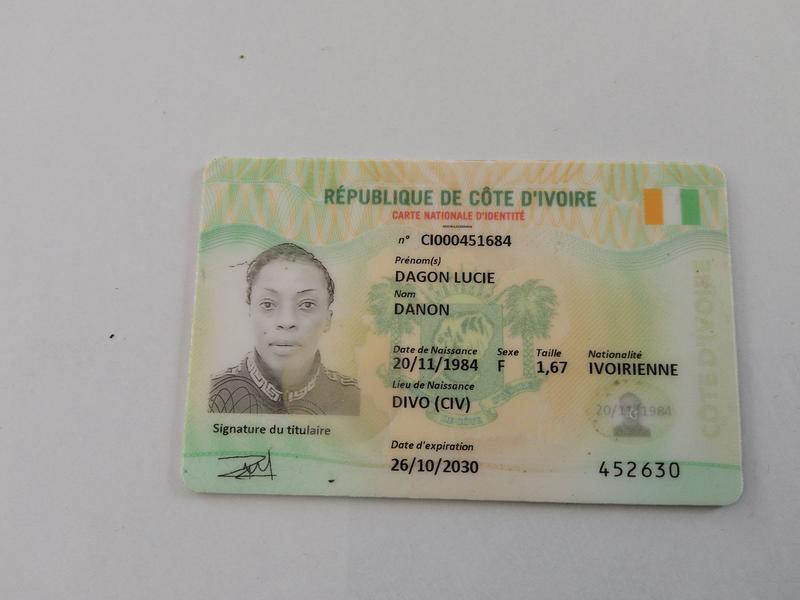 RÉPUBLIQUE DE CÔTE D'IVOIRE
CARTE NATIONALE D'IDENTITÉ
n° CI000451684
Prénom(s)
DAGON LUCIE
Nom
DANON
Date de Naissance Sexe Taille Nationalité
20/11/1984 F 1,67 IVOIRIENNE
Lieu de Naissance
DIVO (CIV)
20/11/1984
CÔTE D'IVOIRE
Signature du titulaire
Date d'expiration
26/10/2030
452630